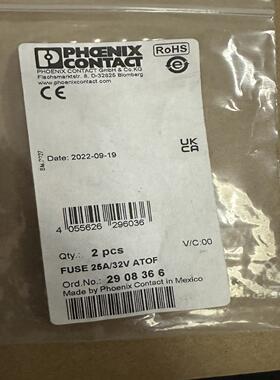 PHOENIX
CONTACT
RoHS
PHOENIX CONTACT GmbH & Co.KG
Flachsmarktstr. 8, D-32825 Blomberg
www.phoenixcontact.com
e
CE
UK
CA
Date: 2022-09-19
4 055626 296036
Qty.: 2 pcs
V/C:00
FUSE 25A/32V ATOF
Ord.No.: 29 08 36 6
Made by Phoenix Contact in Mexico